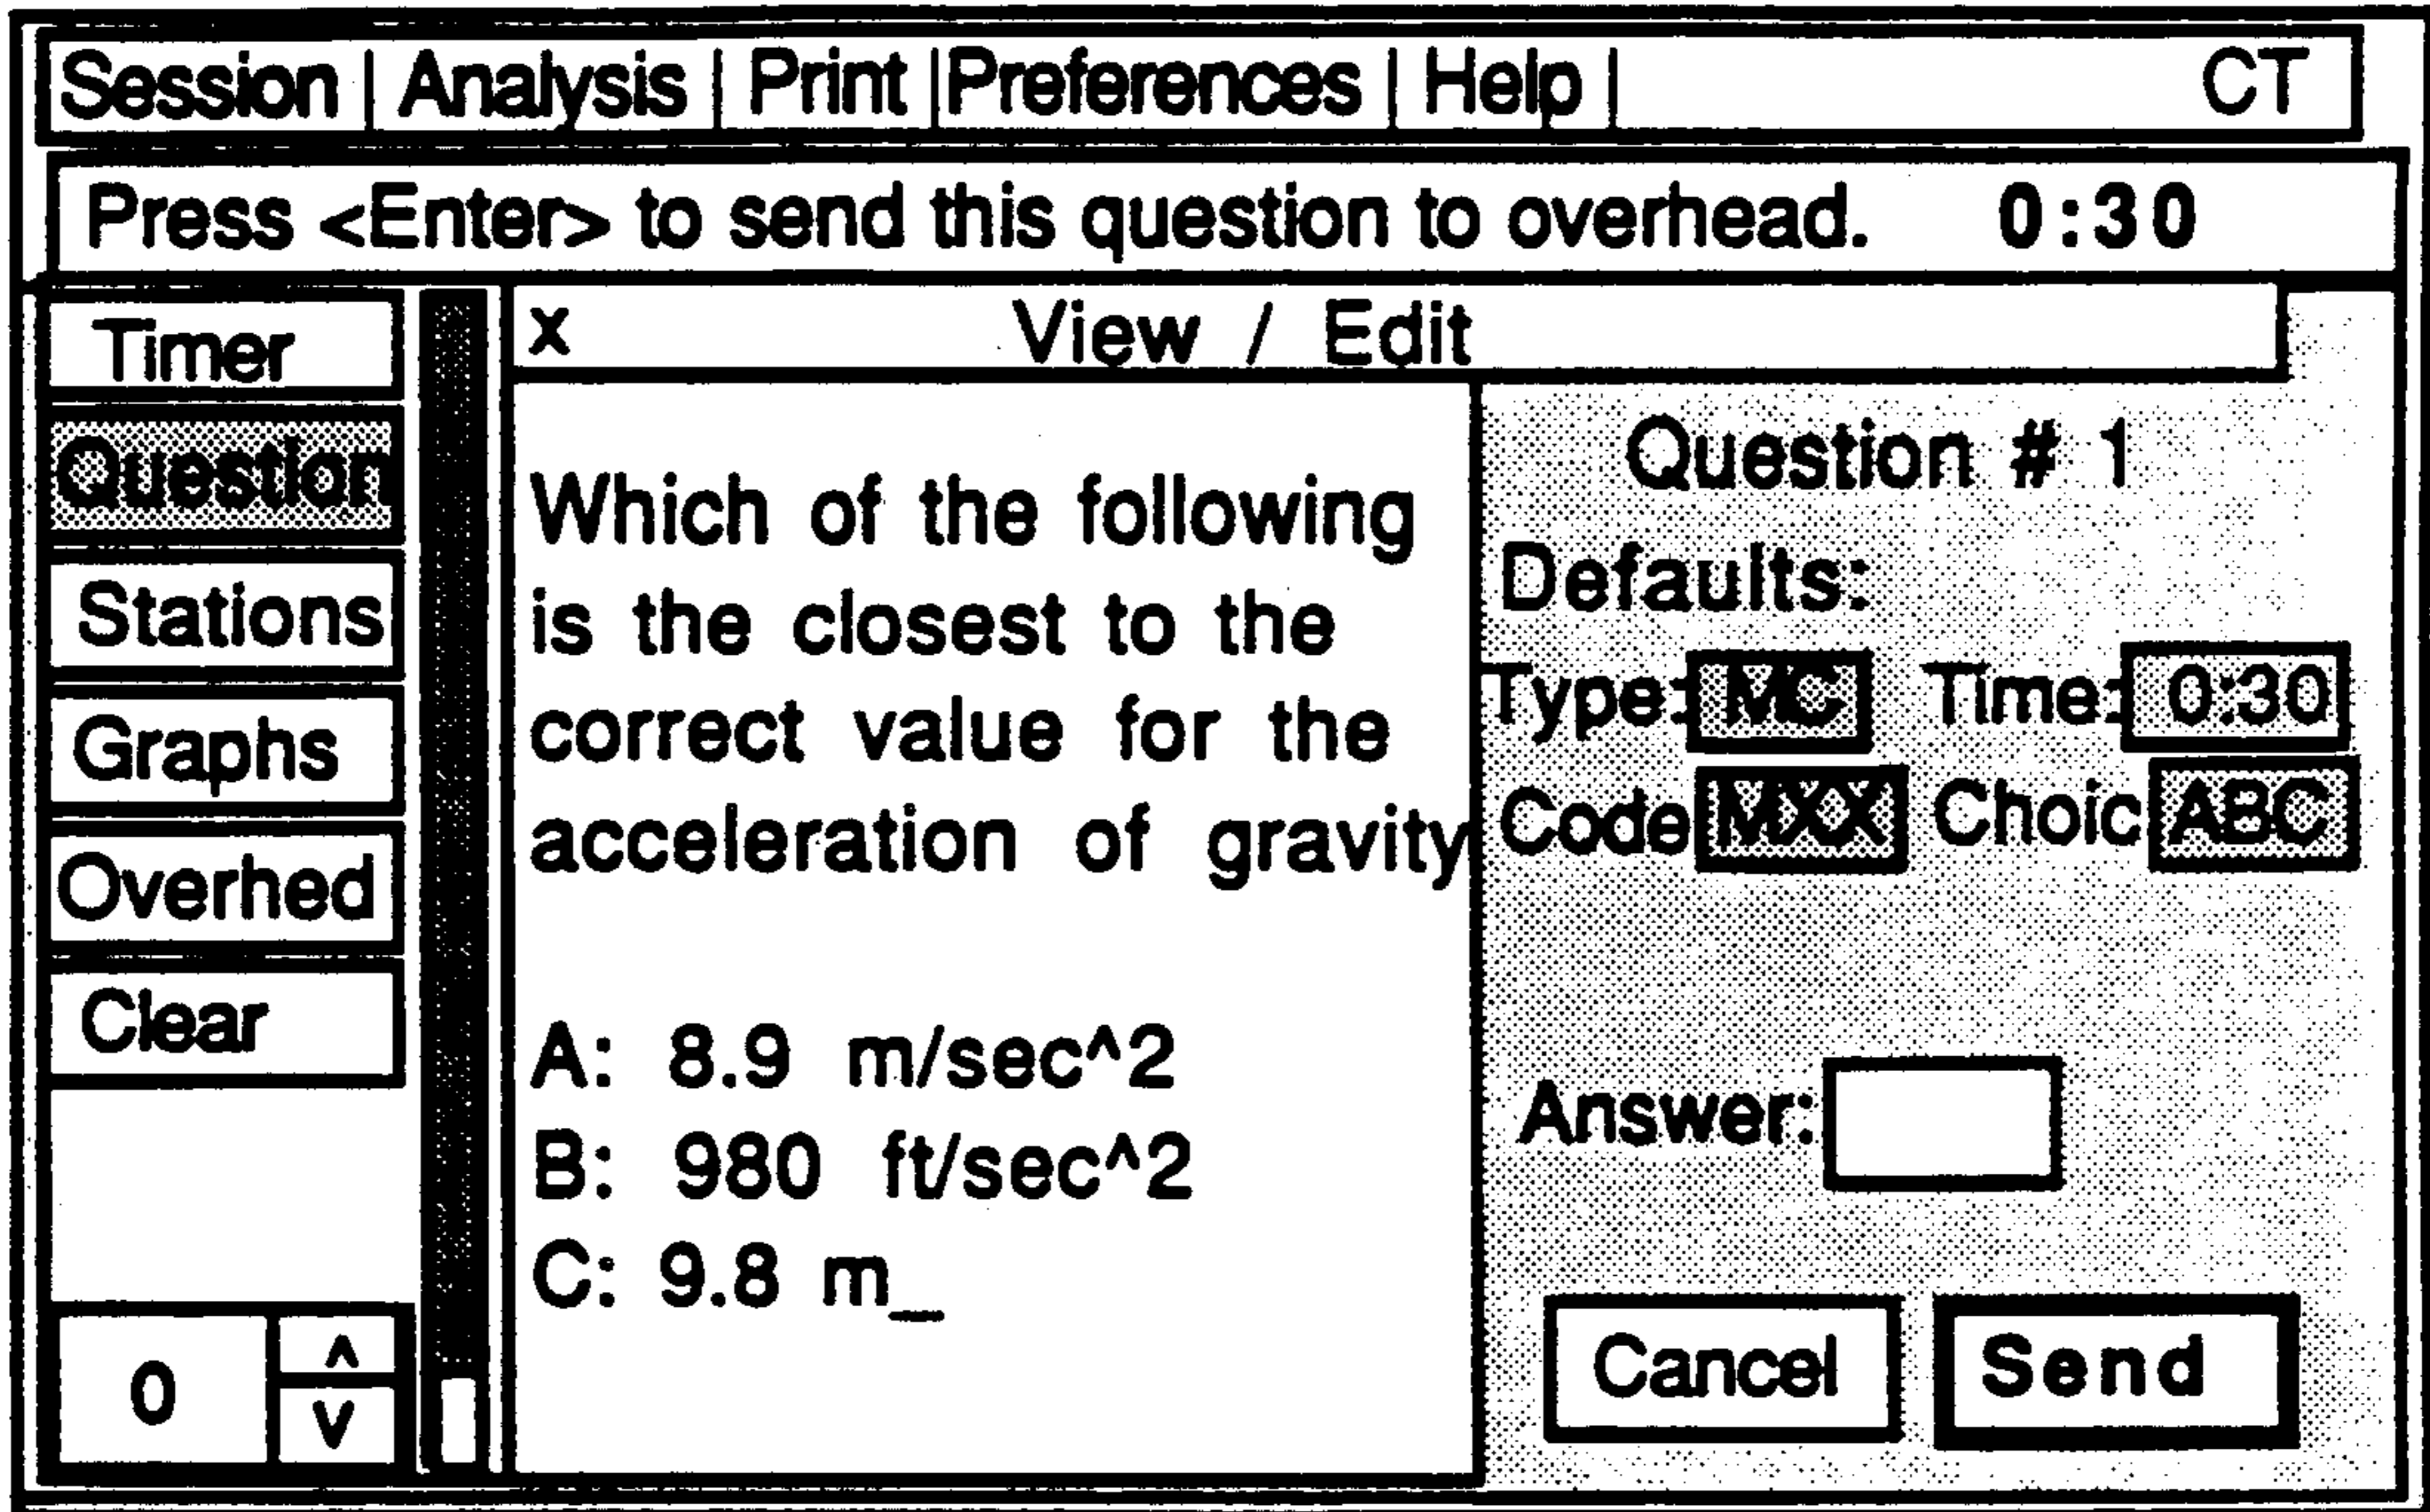 Session | Analysis | Print | Preferences | Help | CT
Press <Enter> to send this question to overhead. 0:30
Timer
Question
Stations
Graphs
Overhed
Clear
0
^
v
x View / Edit
Which of the following
is the closest to the
correct value for the
acceleration of gravity
A: 8.9 m/sec^2
B: 980 ft/sec^2
C: 9.8 m_
Question # 1
Defaults:
Type: MC Time: 0:30
Code MXX Choic ABC
Answer:
Cancel Send